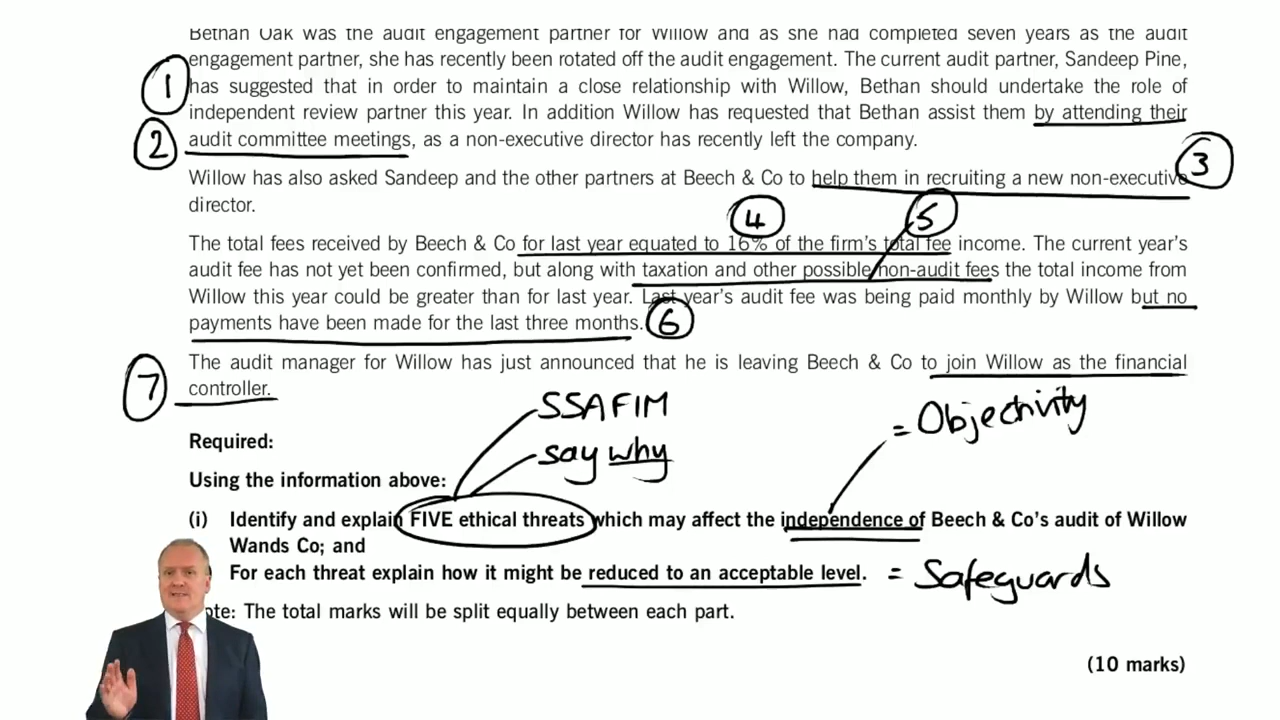 Bethan Oak was the audit engagement partner for Willow and as she had completed seven years as the audit
engagement partner, she has recently been rotated off the audit engagement. The current audit partner, Sandeep Pine,
1
has suggested that in order to maintain a close relationship with Willow, Bethan should undertake the role of
independent review partner this year. In addition Willow has requested that Bethan assist them by attending their
2
audit committee meetings, as a non-executive director has recently left the company.
3
Willow has also asked Sandeep and the other partners at Beech & Co to help them in recruiting a new non-executive
director.
4
5
The total fees received by Beech & Co for last year equated to 16% of the firm's total fee income. The current year's
audit fee has not yet been confirmed, but along with taxation and other possible non-audit fees the total income from
Willow this year could be greater than for last year. Last year's audit fee was being paid monthly by Willow but no
payments have been made for the last three months.
6
The audit manager for Willow has just announced that he is leaving Beech & Co to join Willow as the financial
7
controller.
SSAFIM
= Objectivity
Required:
say why
Using the information above:
(i) Identify and explain FIVE ethical threats which may affect the independence of Beech & Co's audit of Willow
Wands Co; and
For each threat explain how it might be reduced to an acceptable level.
= Safeguards
te: The total marks will be split equally between each part.
(10 marks)